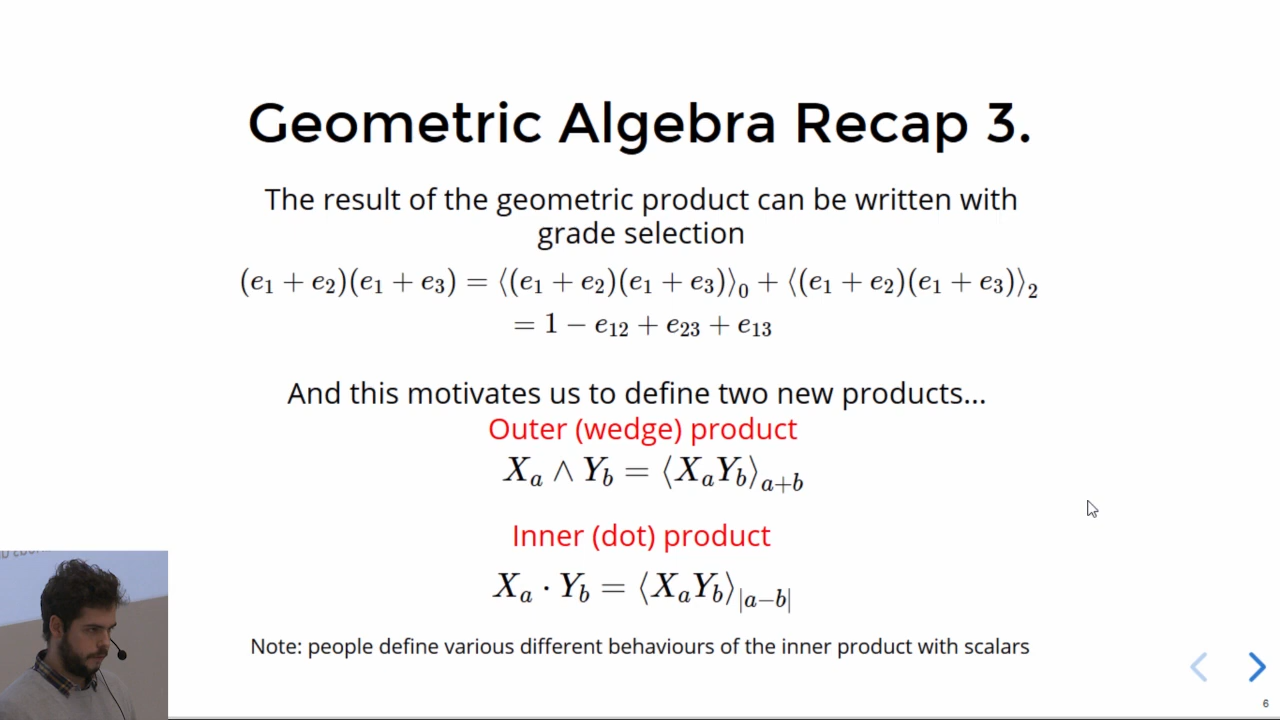 Geometric Algebra Recap 3.
The result of the geometric product can be written with
grade selection
(e₁ + e₂)(e₁ + e₃) = ⟨(e₁ + e₂)(e₁ + e₃)⟩₀ + ⟨(e₁ + e₂)(e₁ + e₃)⟩₂
= 1 − e₁₂ + e₂₃ + e₁₃
And this motivates us to define two new products...
Outer (wedge) product
Xₐ ∧ Y_b = ⟨XₐY_b⟩_{a+b}
Inner (dot) product
Xₐ · Y_b = ⟨XₐY_b⟩_{|a−b|}
Note: people define various different behaviours of the inner product with scalars
6